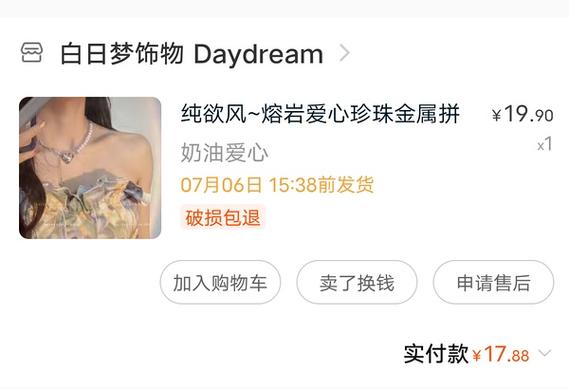 白日梦饰物 Daydream
纯欲风~熔岩爱心珍珠金属拼 ¥19.90
奶油爱心 x1
07月06日 15:38前发货
破损包退
加入购物车 卖了换钱 申请售后
实付款¥17.88